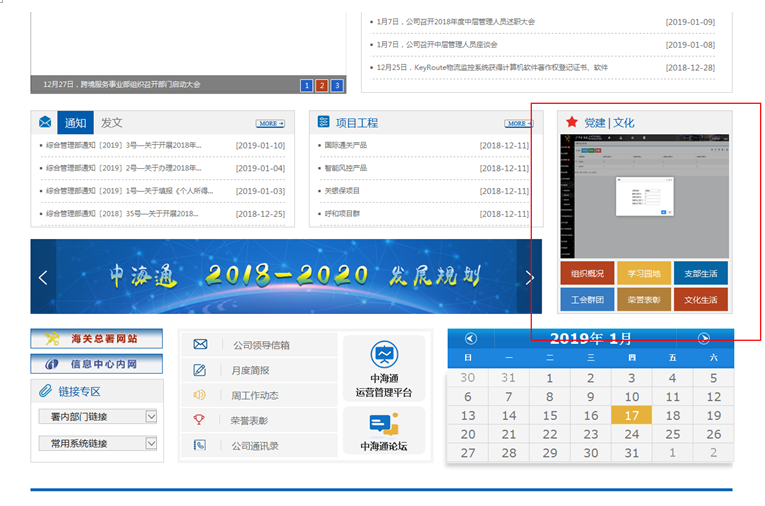 1月7日，公司召开2018年度中层管理人员述职大会 [2019-01-09]
1月7日，公司召开中层管理人员座谈会 [2019-01-08]
12月25日，KeyRoute物流监控系统获得计算机软件著作权登记证书、软件 [2018-12-28]
12月27日，跨境服务事业部组织召开部门启动大会 1 2 3
通知 发文 MORE
综合管理部通知［2019］3号—关于开展2018年... [2019-01-10]
综合管理部通知［2019］2号—关于办理2018年... [2019-01-04]
综合管理部通知［2019］1号—关于填报《个人所得... [2019-01-03]
综合管理部通知［2018］35号—关于开展2018... [2018-12-25]
项目工程 MORE
国际通关产品 [2018-12-11]
智能风控产品 [2018-12-11]
关银保项目 [2018-12-11]
呼和项目群 [2018-12-11]
党建|文化
组织概况 学习园地 支部生活
工会群团 荣誉表彰 文化生活
中海通 2018-2020 发展规划
海关总署网站
信息中心内网
链接专区
署内部门链接
常用系统链接
公司领导信箱
月度简报
周工作动态
荣誉表彰
公司通讯录
中海通
运营管理平台
中海通论坛
2019年 1月
日 一 二 三 四 五 六
30 31 1 2 3 4 5
6 7 8 9 10 11 12
13 14 15 16 17 18 19
20 21 22 23 24 25 26
27 28 29 30 31 1 2